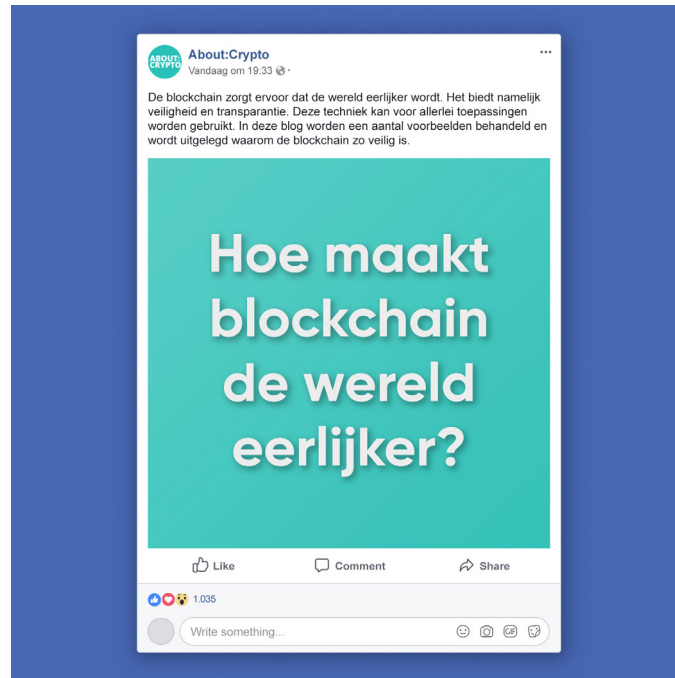 ABOUT:
CRYPTO
About:Crypto
Vandaag om 19:33
De blockchain zorgt ervoor dat de wereld eerlijker wordt. Het biedt namelijk
veiligheid en transparantie. Deze techniek kan voor allerlei toepassingen
worden gebruikt. In deze blog worden een aantal voorbeelden behandeld en
wordt uitgelegd waarom de blockchain zo veilig is.
Hoe maakt
blockchain
de wereld
eerlijker?
Like Comment Share
1.035
Write something... GIF